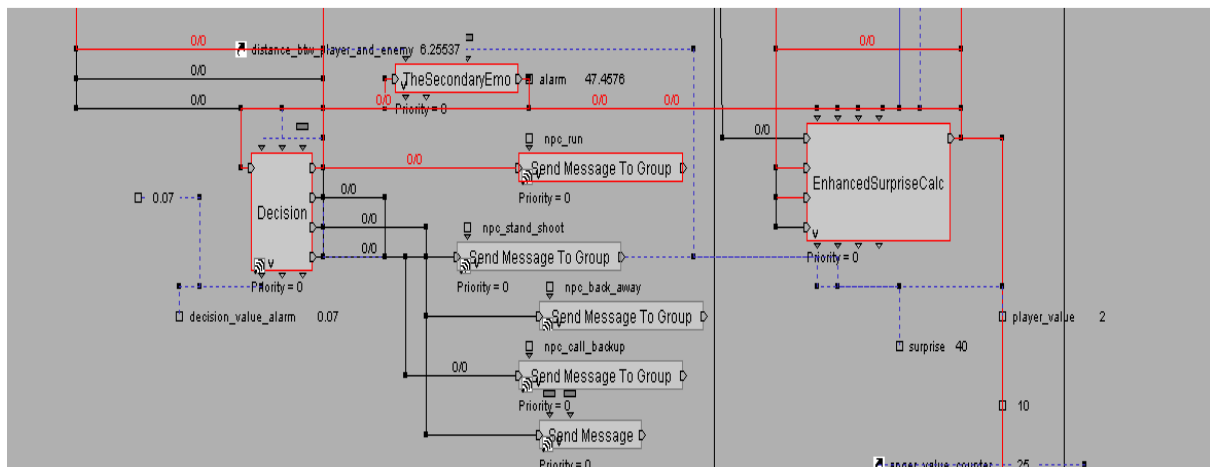 0/0 0/0
distance_btw_player_and_enemy 6.25537
0/0
TheSecondaryEmo alarm 47.4576
0/0 0/0 0/0 0/0
Priority = 0
0/0 npc_run
0/0 Send Message To Group EnhancedSurpriseCalc
Priority = 0
0.07 0/0
Decision npc_stand_shoot
0/0
0/0 Send Message To Group
Priority = 0 Priority = 0 Priority = 0
npc_back_away
decision_value_alarm 0.07 Send Message To Group player_value 2
npc_call_backup surprise 40
0/0 Send Message To Group
Priority = 0 10
Send Message
Priority = 0 anger_value_counter 25